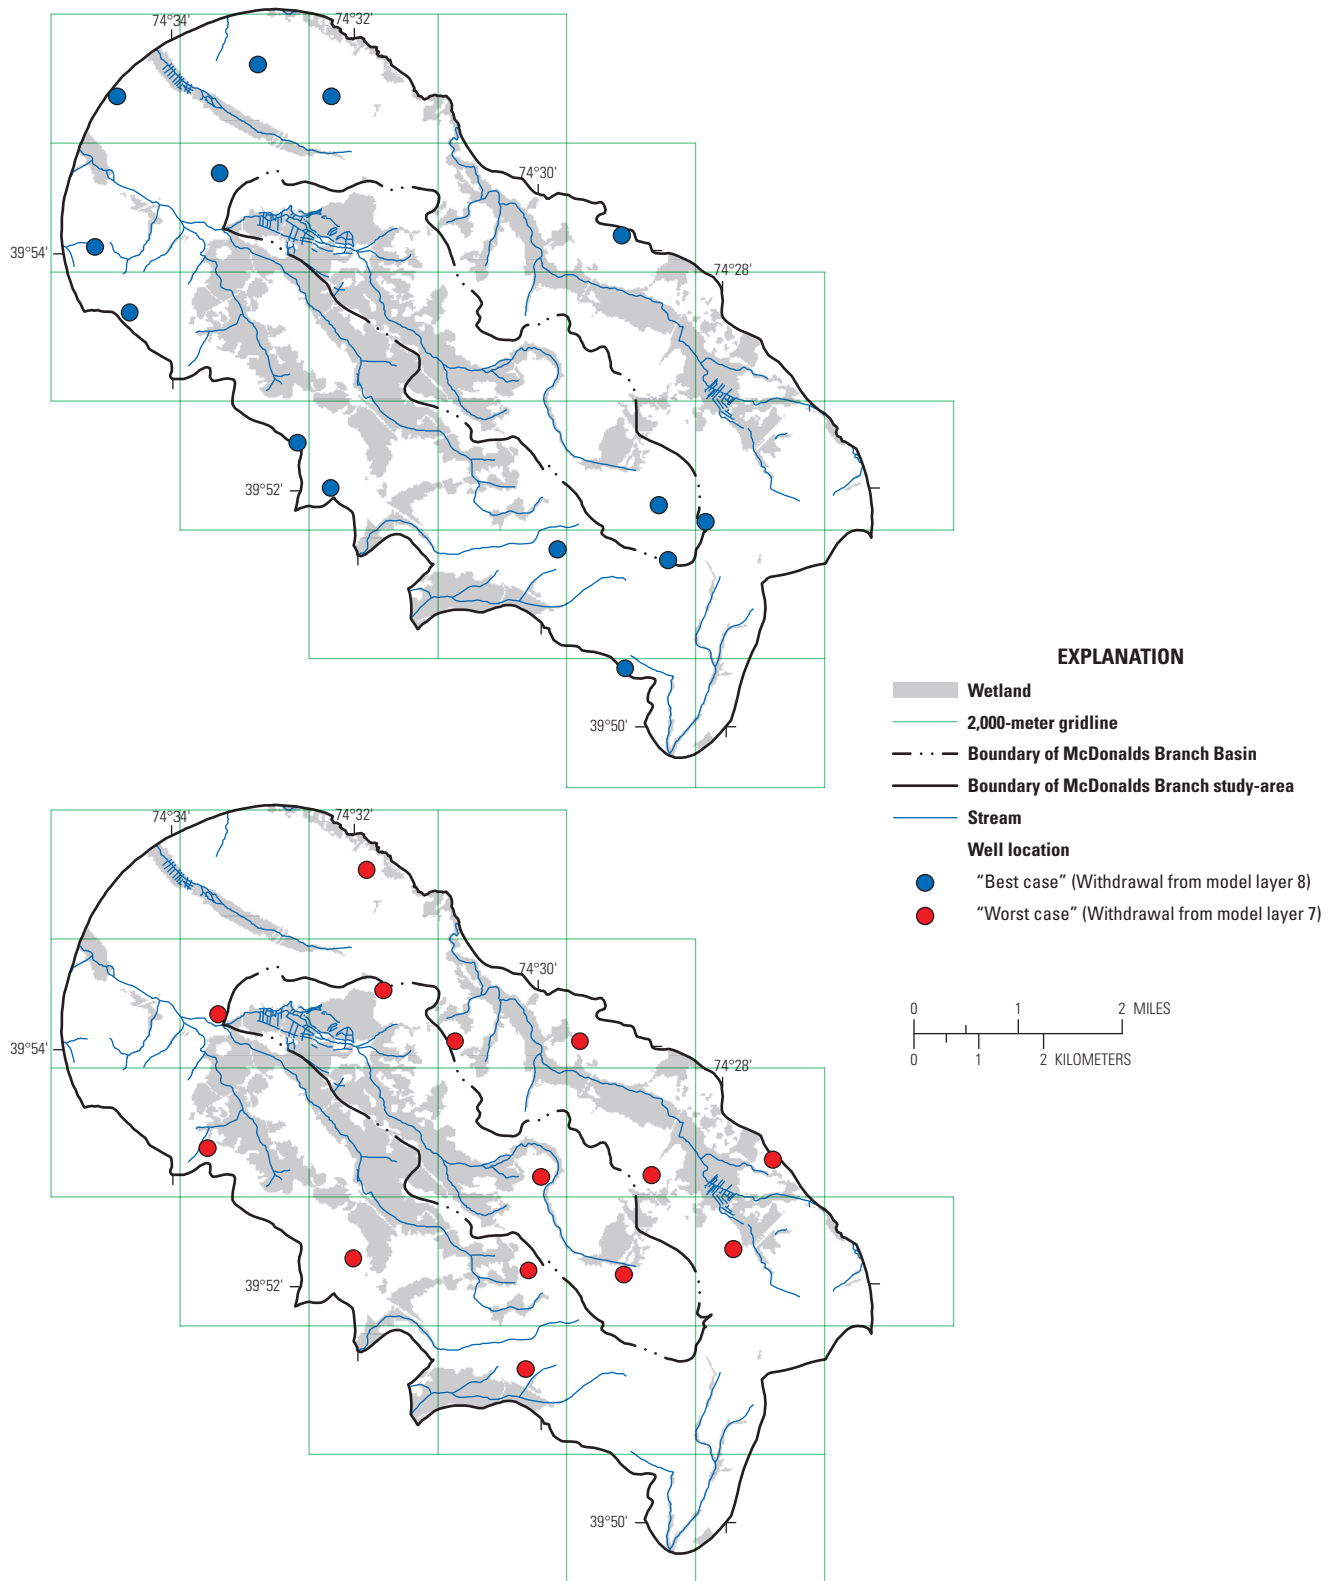 74°34'
74°32'
74°30'
39°54'
74°28'
39°52'
39°50'
EXPLANATION
Wetland
2,000-meter gridline
Boundary of McDonalds Branch Basin
Boundary of McDonalds Branch study-area
Stream
Well location
“Best case” (Withdrawal from model layer 8)
“Worst case” (Withdrawal from model layer 7)
0 1 2 MILES
0 1 2 KILOMETERS
74°34'
74°32'
74°30'
39°54'
74°28'
39°52'
39°50'